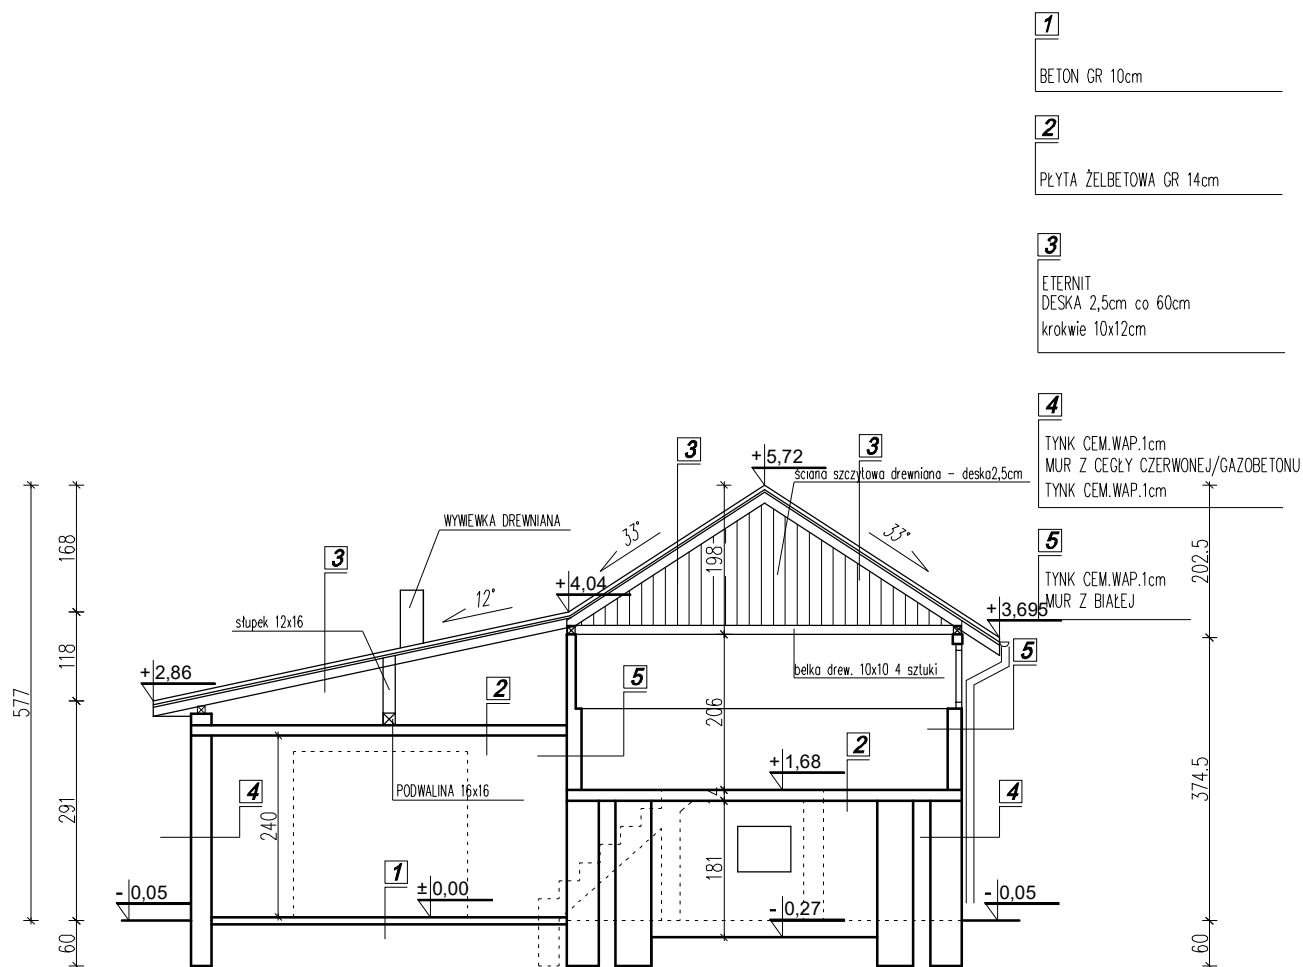 1
BETON GR 10cm
2
PŁYTA ŻELBETOWA GR 14cm
3
ETERNIT
DESKA 2,5cm co 60cm
krokwie 10x12cm
4
TYNK CEM.WAP.1cm
MUR Z CEGŁY CZERWONEJ/GAZOBETONU
TYNK CEM.WAP.1cm
5
TYNK CEM.WAP.1cm
MUR Z BIAŁEJ
3
3
+5,72
ściana szczytowa drewniana - deska2,5cm
WYWIEWKA DREWNIANA
33°
33°
168
198
202.5
3
+4,04
12°
+3,695
słupek 12x16
118
+2,86
5
5
belka drew. 10x10 4 sztuki
2
577
206
2
+1,68
PODWALINA 16x16
4
4
14
374.5
291
240
181
1
±0,00
- 0,05
- 0,27
- 0,05
60
60